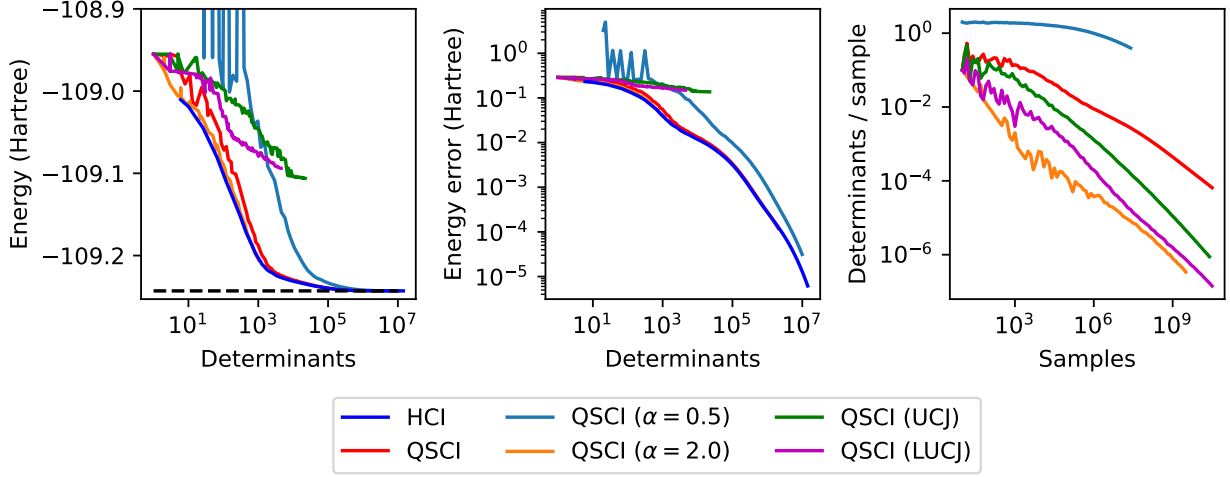 Energy (Hartree)
−108.9
−109.0
−109.1
−109.2
10¹ 10³ 10⁵ 10⁷
Determinants
Energy error (Hartree)
10⁰
10⁻¹
10⁻²
10⁻³
10⁻⁴
10⁻⁵
10¹ 10³ 10⁵ 10⁷
Determinants
Determinants / sample
10⁰
10⁻²
10⁻⁴
10⁻⁶
10³ 10⁶ 10⁹
Samples
HCI QSCI (α = 0.5) QSCI (UCJ)
QSCI QSCI (α = 2.0) QSCI (LUCJ)